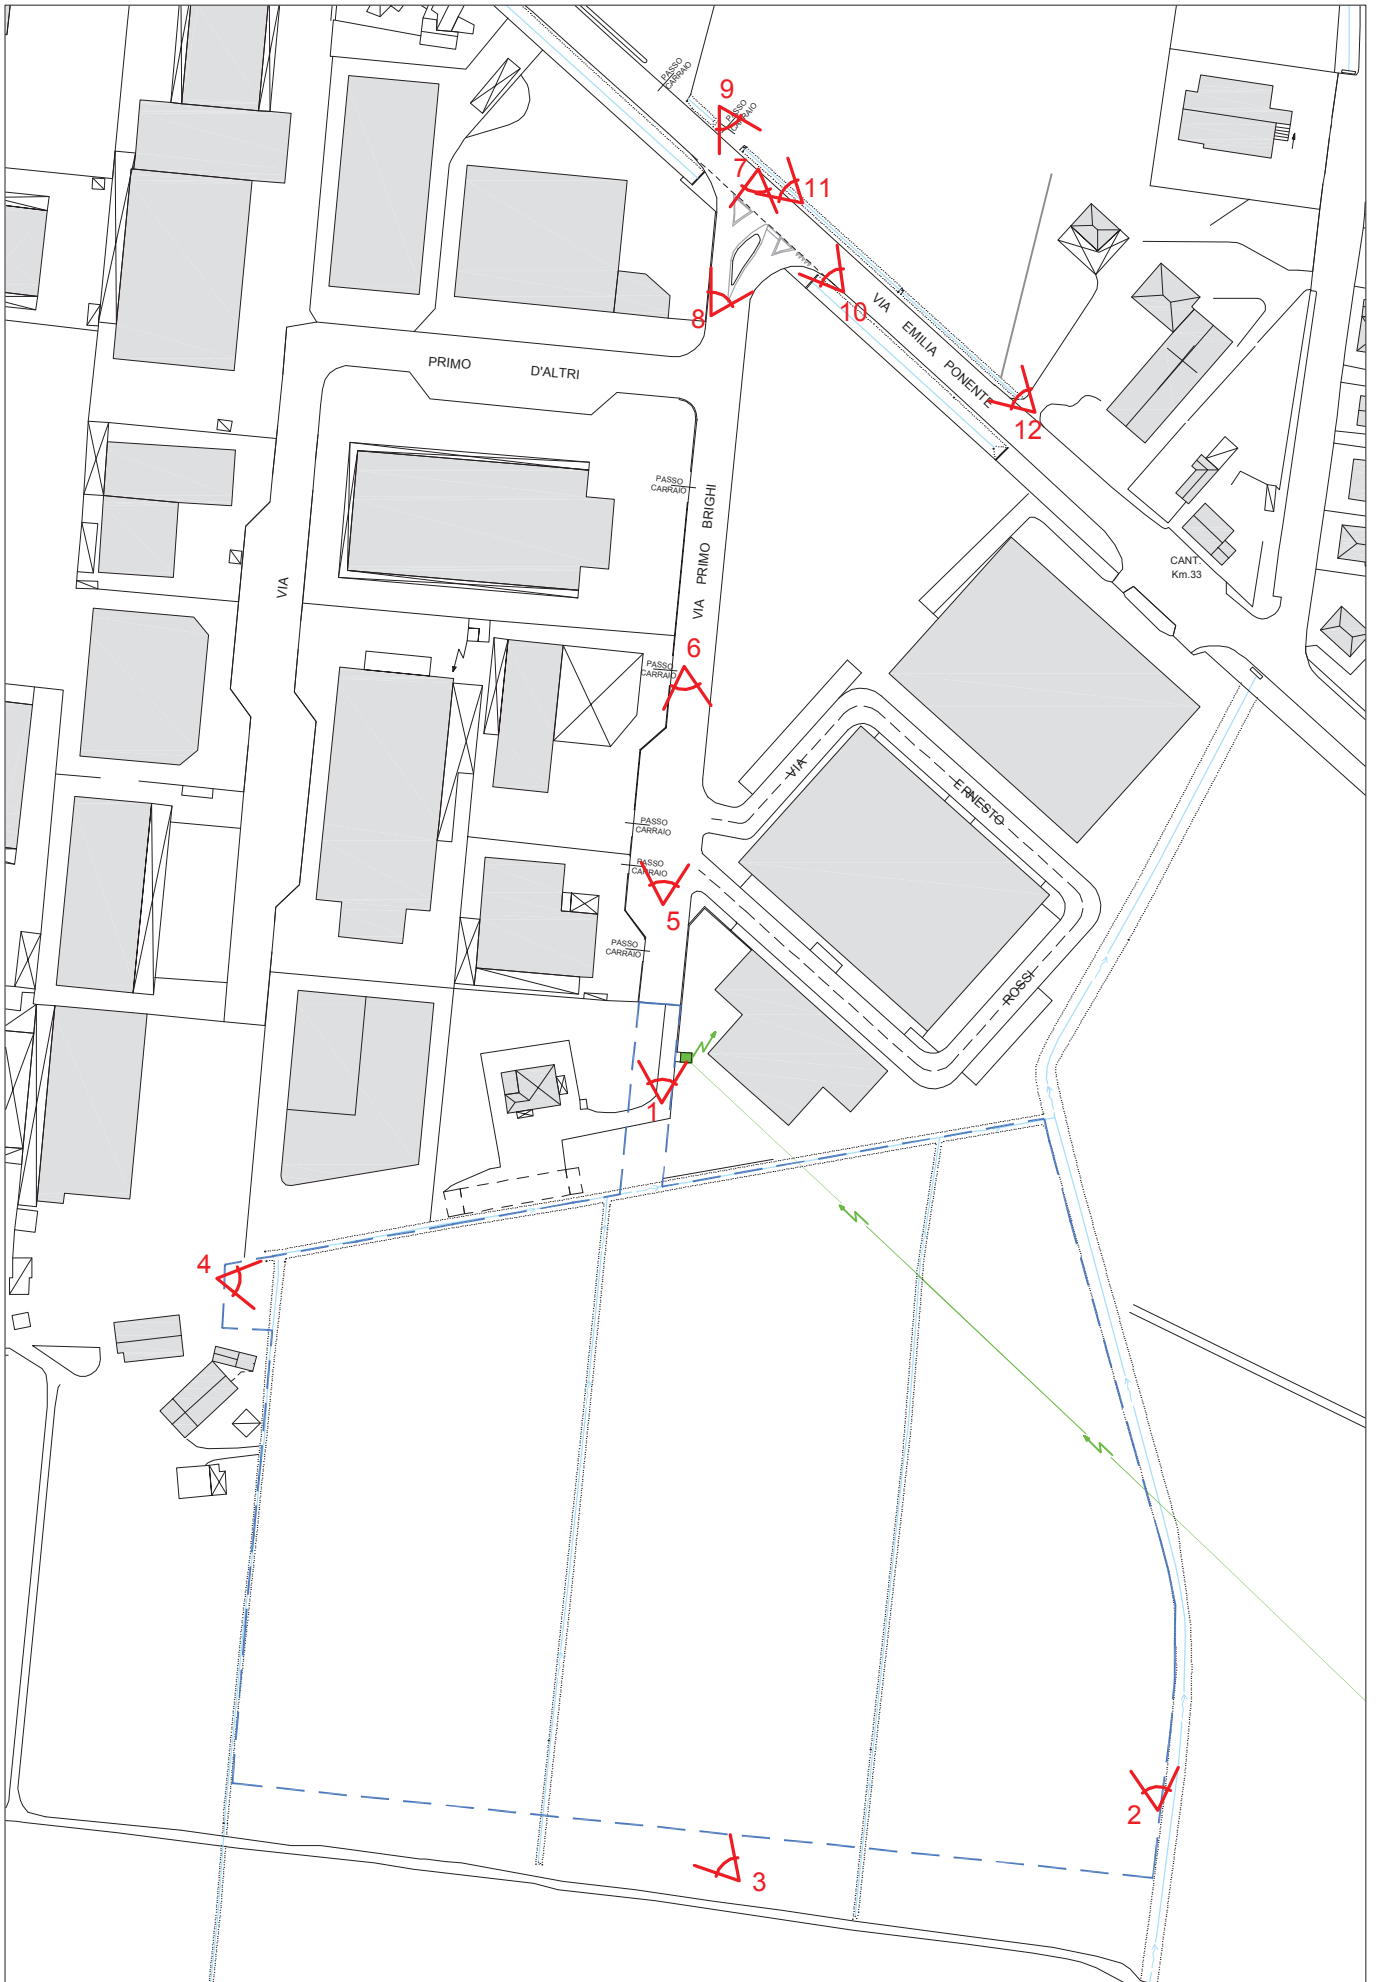 PASSO
CARRAIO
9
PASSO
CARRAIO
7
11
8
10
VIA EMILIA PONENTE
PRIMO D'ALTRI
12
PASSO
CARRAIO
VIA PRIMO BRIGHI
CANT.
Km.33
VIA
6
PASSO
CARRAIO
VIA
ERNESTO
PASSO
CARRAIO
PASSO
CARRAIO
5
PASSO
CARRAIO
ROSSI
1
4
2
3